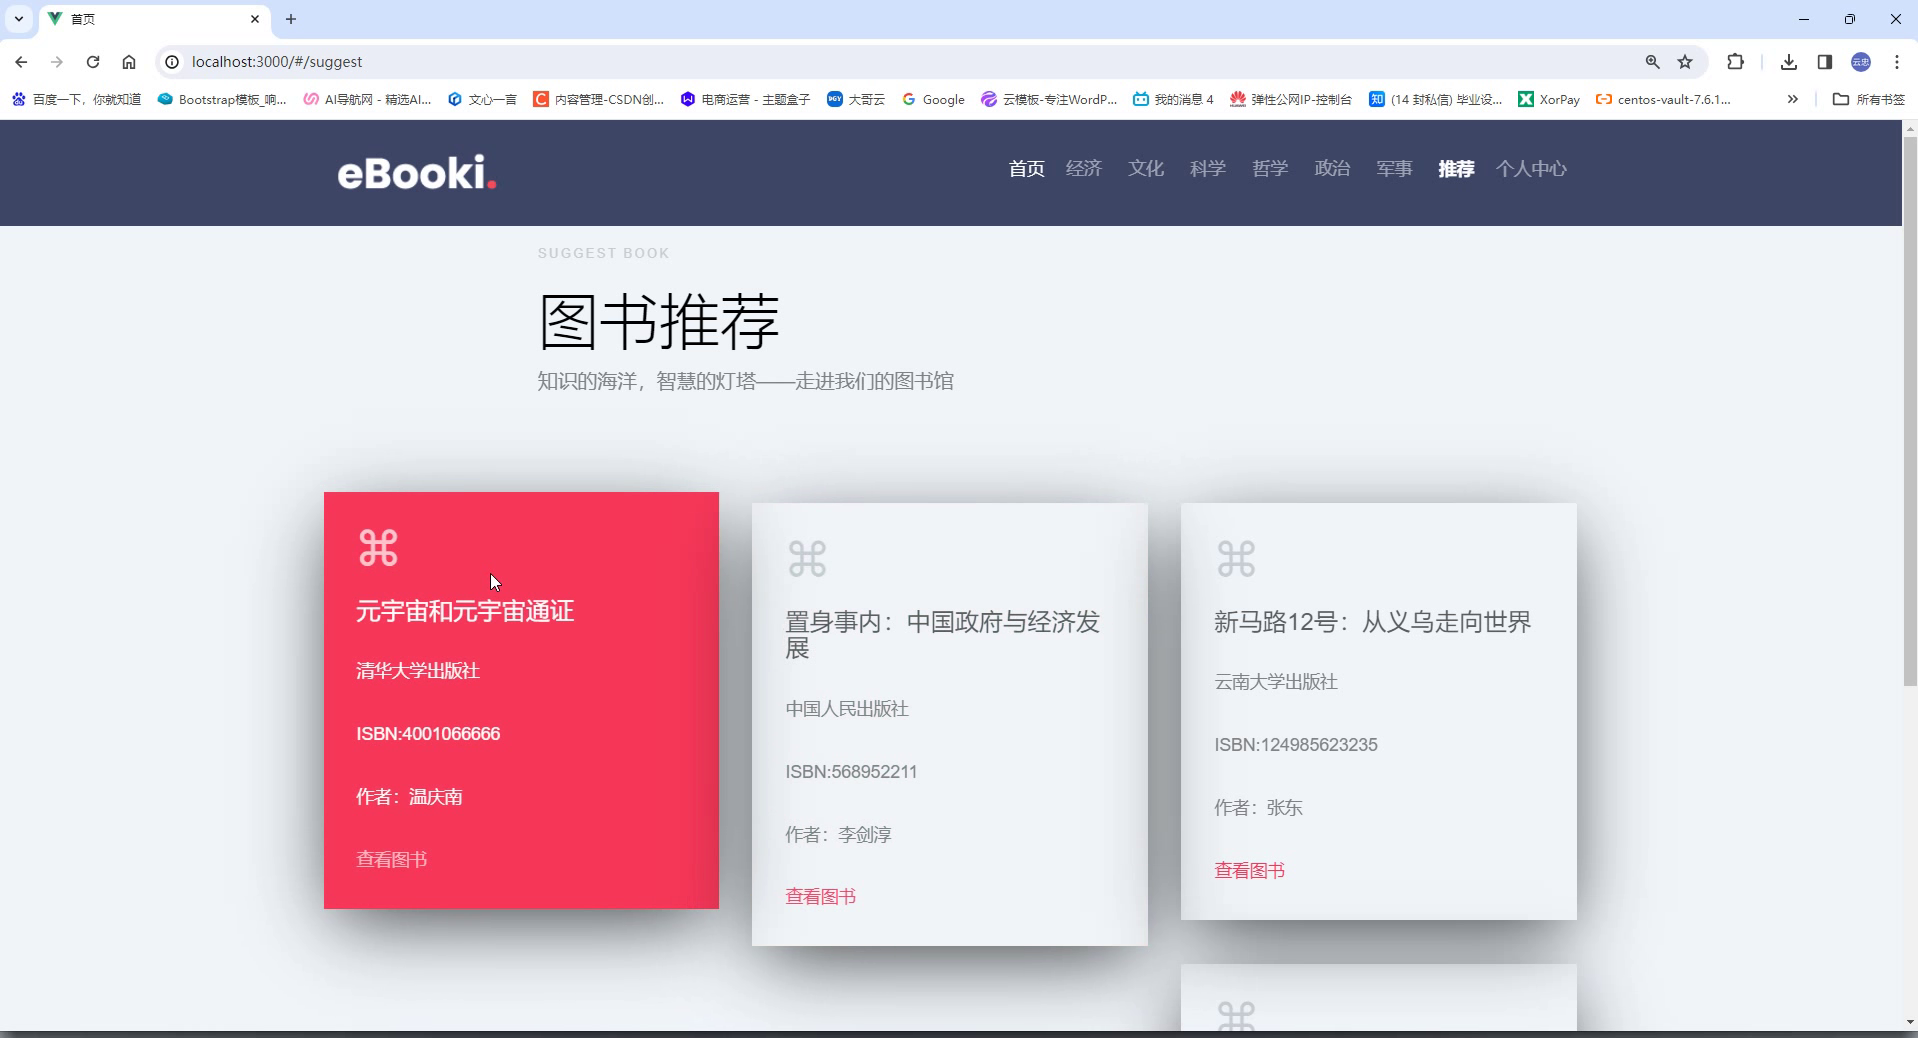 首页
localhost:3000/#/suggest
百度一下，你就知道
Bootstrap模板_响...
AI导航网 - 精选AI...
文心一言
内容管理-CSDN创...
电商运营 - 主题盒子
大哥云
Google
云模板-专注WordP...
我的消息 4
弹性公网IP-控制台
(14 封私信) 毕业设...
XorPay
centos-vault-7.6.1...
所有书签
eBooki.
首页 经济 文化 科学 哲学 政治 军事 推荐 个人中心
SUGGEST BOOK
图书推荐
知识的海洋，智慧的灯塔——走进我们的图书馆
元宇宙和元宇宙通证
清华大学出版社
ISBN:4001066666
作者：温庆南
查看图书
置身事内：中国政府与经济发
展
中国人民出版社
ISBN:568952211
作者：李剑淳
查看图书
新马路12号：从义乌走向世界
云南大学出版社
ISBN:124985623235
作者：张东
查看图书